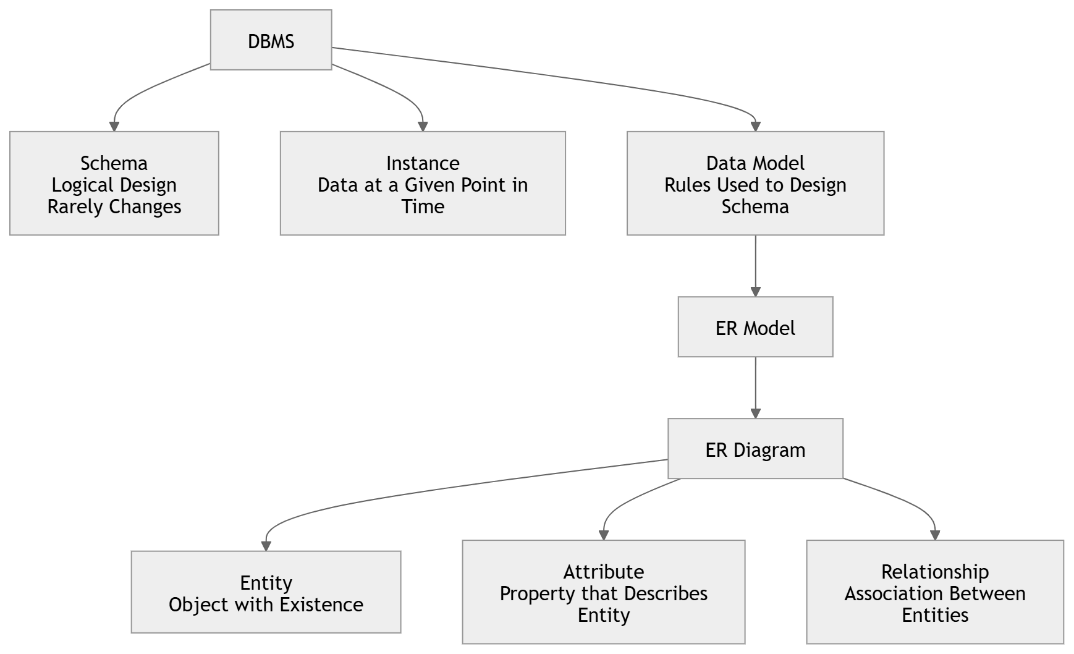 DBMS
Schema
Logical Design
Rarely Changes
Instance
Data at a Given Point in
Time
Data Model
Rules Used to Design
Schema
ER Model
ER Diagram
Entity
Object with Existence
Attribute
Property that Describes
Entity
Relationship
Association Between
Entities